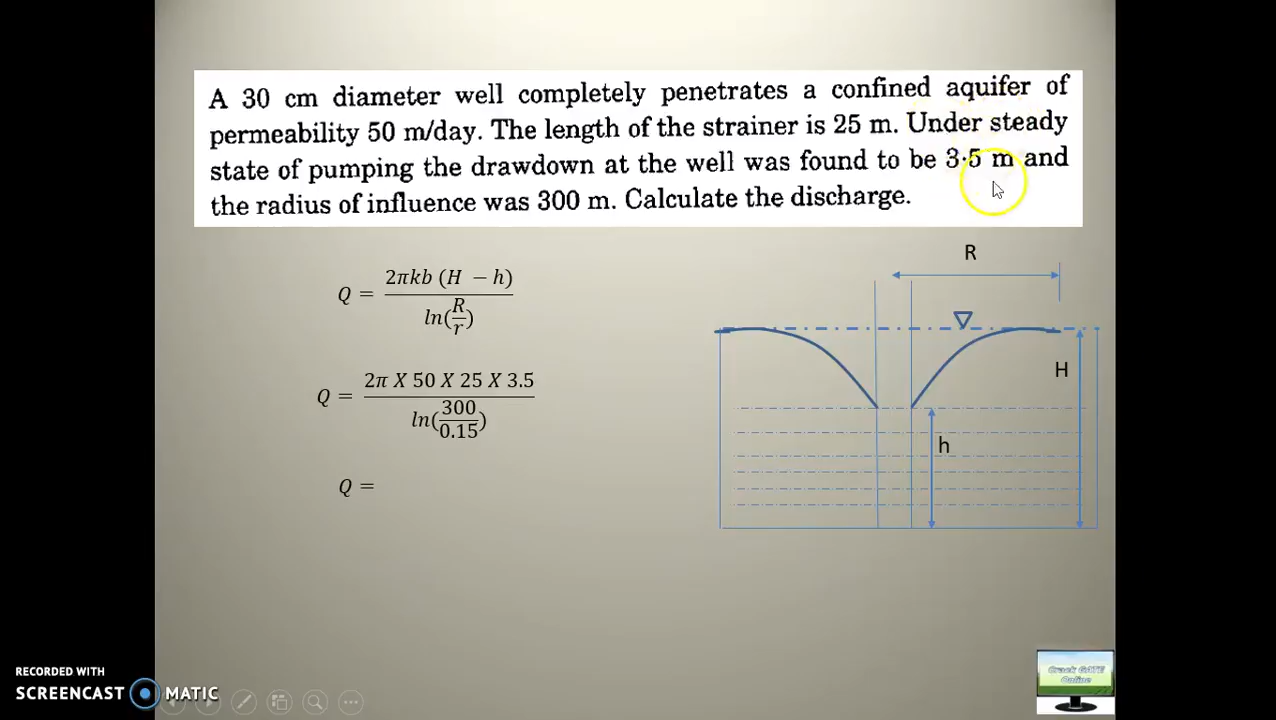 A 30 cm diameter well completely penetrates a confined aquifer of
permeability 50 m/day. The length of the strainer is 25 m. Under steady
state of pumping the drawdown at the well was found to be 3·5 m and
the radius of influence was 300 m. Calculate the discharge.
Q = 2πkb (H − h) / ln(R/r)
Q = 2π X 50 X 25 X 3.5 / ln(300/0.15)
Q =
R
H
h
RECORDED WITH
SCREENCAST MATIC
Crack GATE
Online